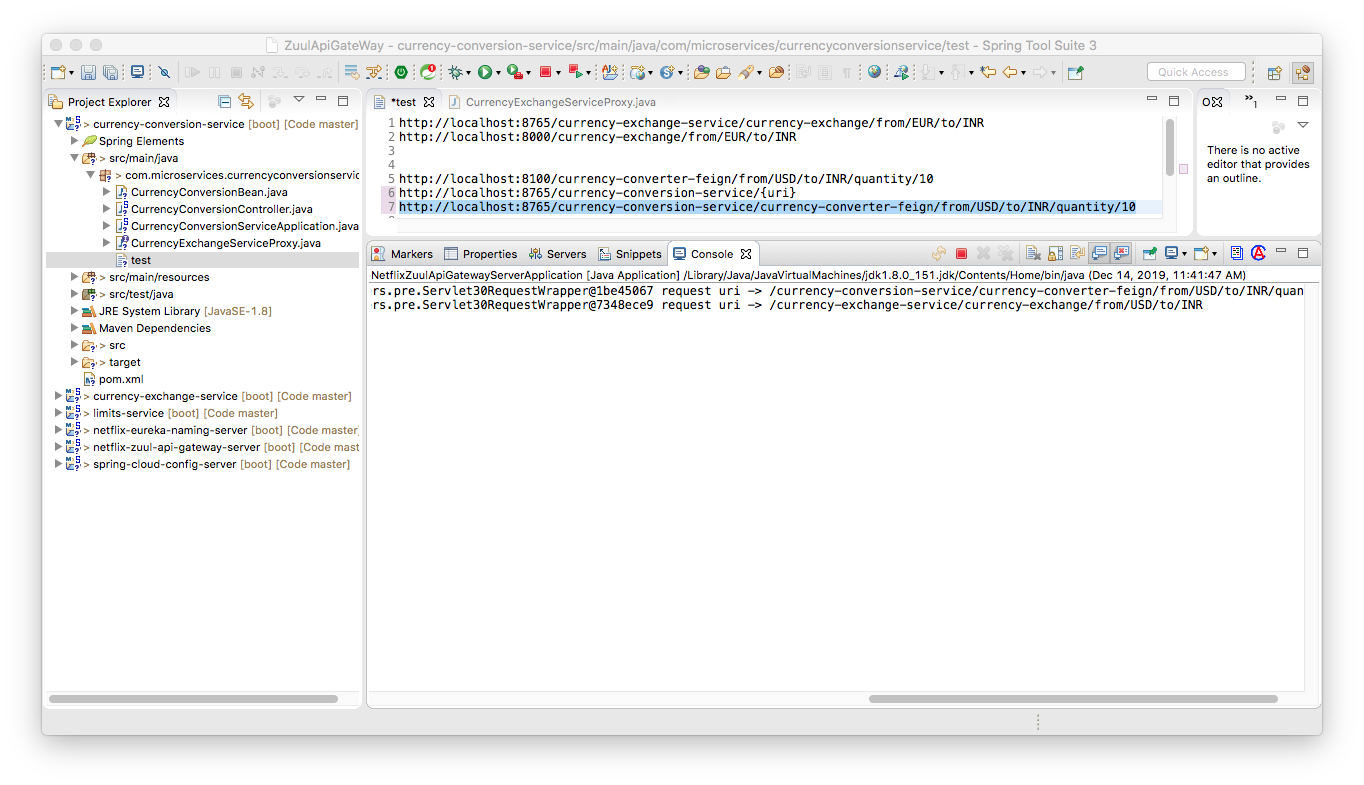 ZuulApiGateWay - currency-conversion-service/src/main/java/com/microservices/currencyconversionservice/test - Spring Tool Suite 3
Quick Access
Project Explorer
> currency-conversion-service [boot] [Code master]
Spring Elements
> src/main/java
> com.microservices.currencyconversionservic
CurrencyConversionBean.java
CurrencyConversionController.java
CurrencyConversionServiceApplication.java
CurrencyExchangeServiceProxy.java
test
> src/main/resources
> src/test/java
JRE System Library [JavaSE-1.8]
Maven Dependencies
> src
> target
pom.xml
> currency-exchange-service [boot] [Code master]
> limits-service [boot] [Code master]
> netflix-eureka-naming-server [boot] [Code master
> netflix-zuul-api-gateway-server [boot] [Code mast
> spring-cloud-config-server [boot] [Code master]
*test CurrencyExchangeServiceProxy.java
1 http://localhost:8765/currency-exchange-service/currency-exchange/from/EUR/to/INR
2 http://localhost:8000/currency-exchange/from/EUR/to/INR
3
4
5 http://localhost:8100/currency-converter-feign/from/USD/to/INR/quantity/10
6 http://localhost:8765/currency-conversion-service/{uri}
7 http://localhost:8765/currency-conversion-service/currency-converter-feign/from/USD/to/INR/quantity/10
O »1
There is no active
editor that provides
an outline.
Markers Properties Servers Snippets Console
NetflixZuulApiGatewayServerApplication [Java Application] /Library/Java/JavaVirtualMachines/jdk1.8.0_151.jdk/Contents/Home/bin/java (Dec 14, 2019, 11:41:47 AM)
rs.pre.Servlet30RequestWrapper@1be45067 request uri -> /currency-conversion-service/currency-converter-feign/from/USD/to/INR/quan
rs.pre.Servlet30RequestWrapper@7348ece9 request uri -> /currency-exchange-service/currency-exchange/from/USD/to/INR